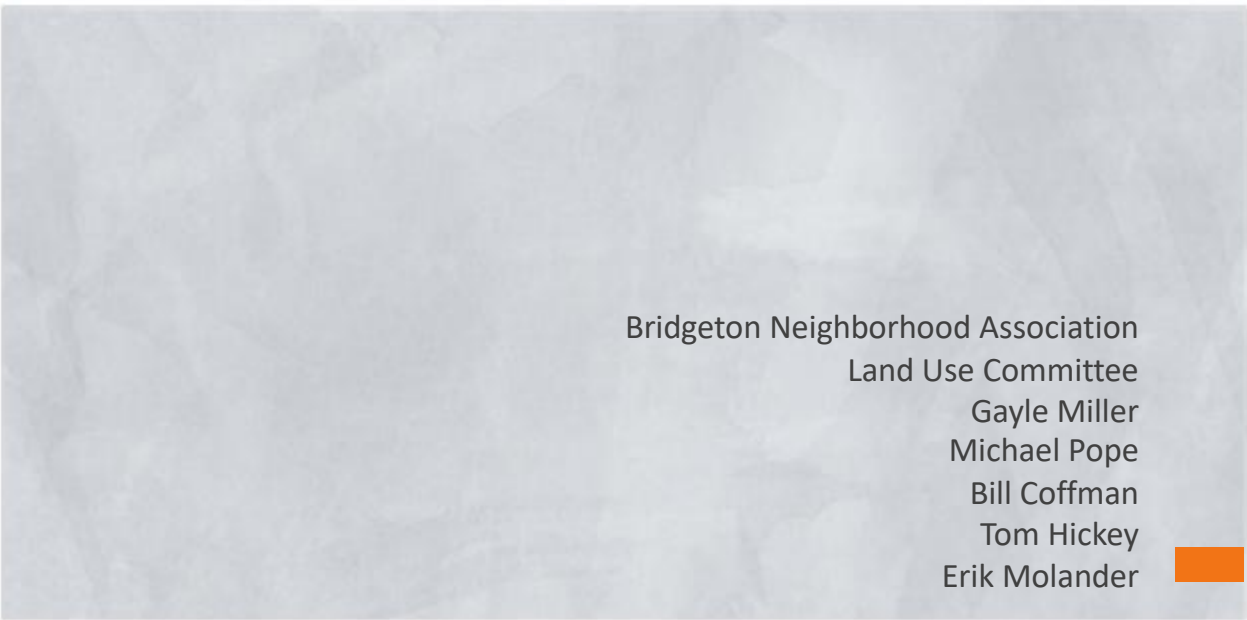 Bridgeton Neighborhood Association
Land Use Committee
Gayle Miller
Michael Pope
Bill Coffman
Tom Hickey
Erik Molander